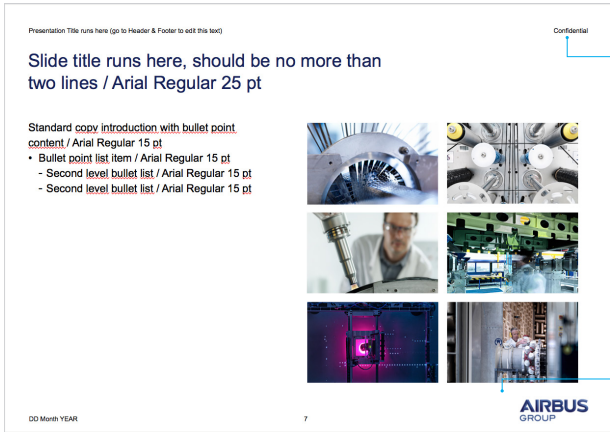 Presentation Title runs here (go to Header & Footer to edit this text)
Confidential
Slide title runs here, should be no more than
two lines / Arial Regular 25 pt
Standard copy introduction with bullet point
content / Arial Regular 15 pt
• Bullet point list item / Arial Regular 15 pt
- Second level bullet list / Arial Regular 15 pt
- Second level bullet list / Arial Regular 15 pt
DD Month YEAR
7
AIRBUS
GROUP